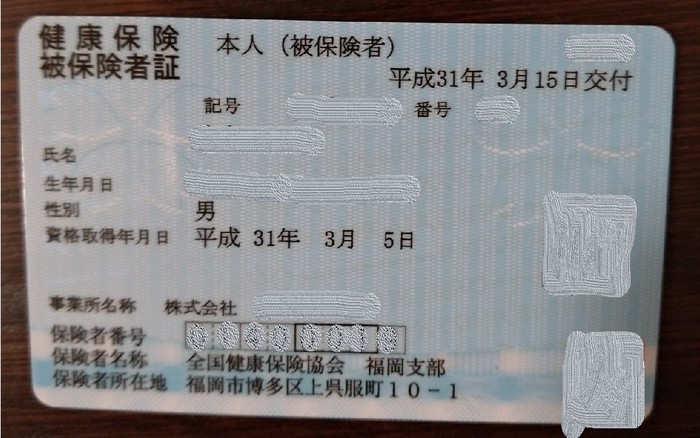 健康保険
被保険者証
本人（被保険者）
平成31年 3月15日交付
記号 番号
氏名
生年月日
性別 男
資格取得年月日 平成 31年 3月 5日
事業所名称 株式会社
保険者番号
保険者名称 全国健康保険協会 福岡支部
保険者所在地 福岡市博多区上呉服町１０－１